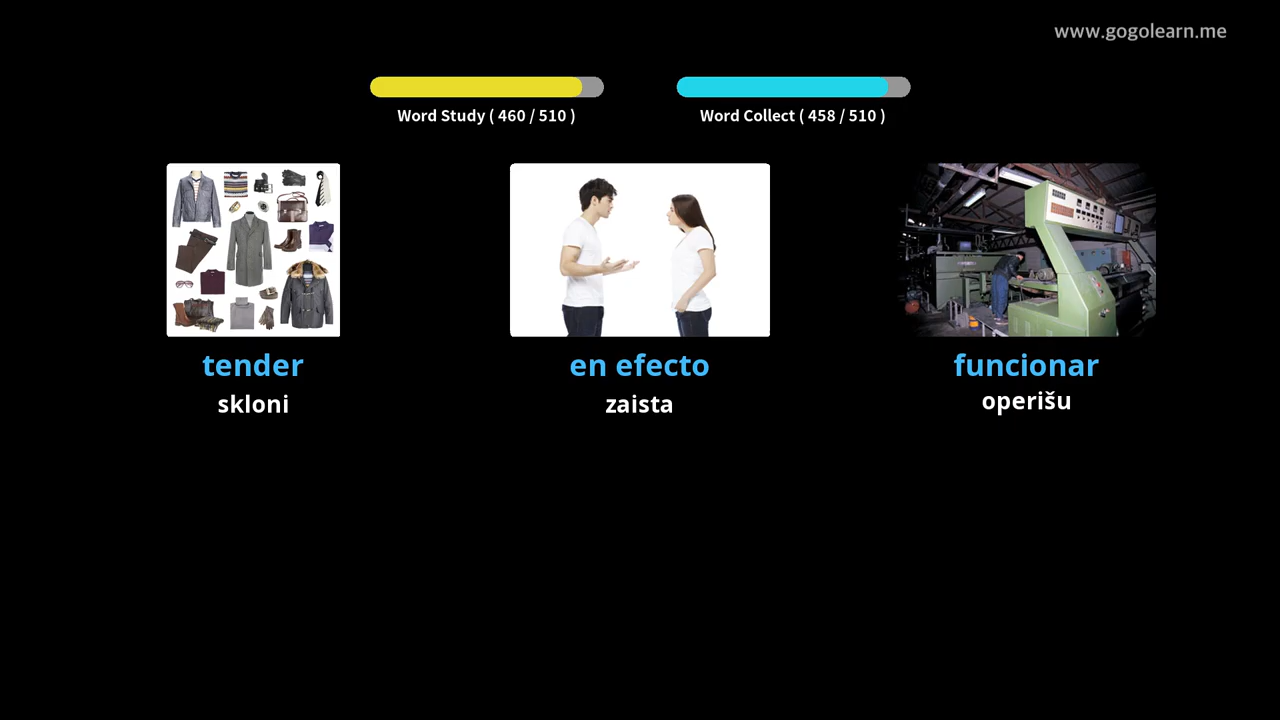 www.gogolearn.me
Word Study ( 460 / 510 )
Word Collect ( 458 / 510 )
tender
en efecto
funcionar
skloni
zaista
operišu